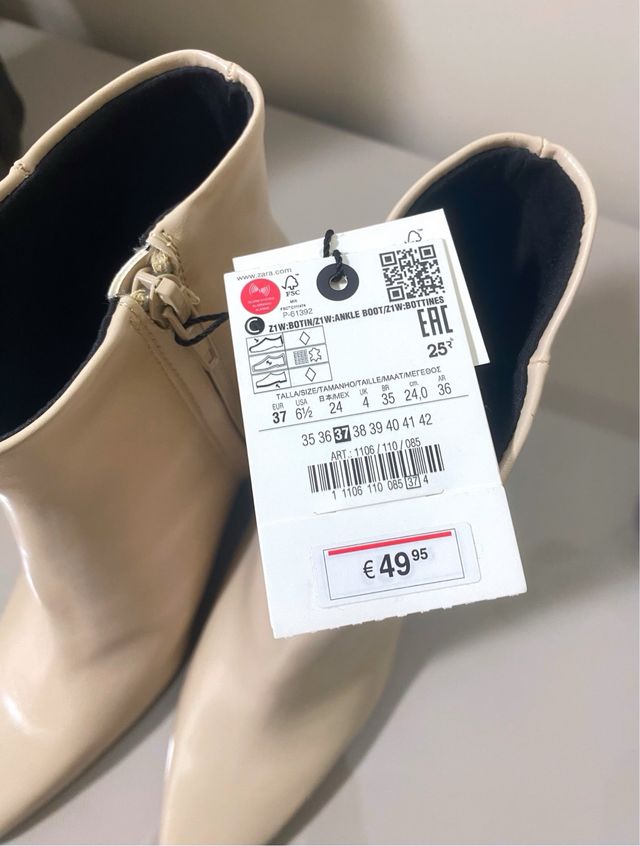 www.zara.com
FSC
MIX
P-61392
C Z1W:BOTIN/Z1W:ANKLE BOOT/Z1W:BOTTINES
EAC
TALLA/SIZE/TAMANHO/TAILLE/MAAT/ΜΕΓΕΘΟΣ
EUR USA 日本/MEX UK BR cm. AR
37 6½ 24 4 35 24,0 36
35 36 37 38 39 40 41 42
ART.: 1106 / 110 / 085
1 1106 110 085 37 4
€ 49 95